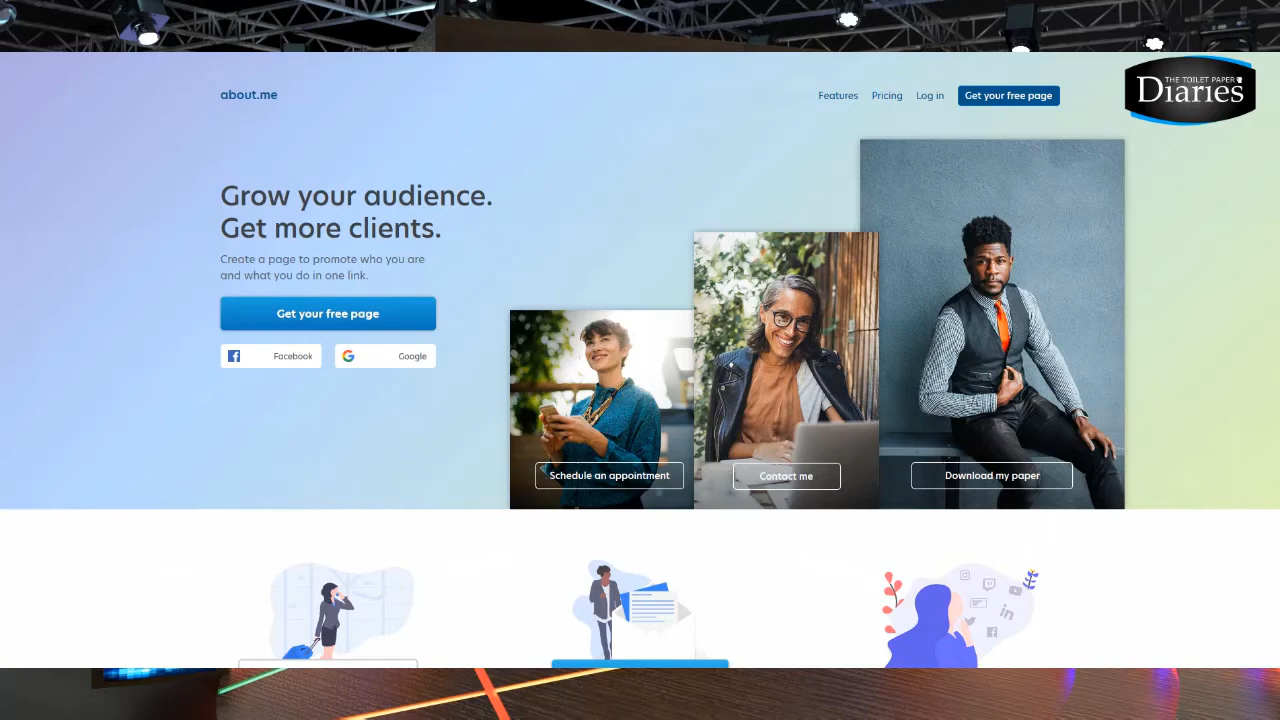 about.me
Features
Pricing
Log in
Get your free page
THE TOILET PAPER
Diaries
Grow your audience.
Get more clients.
Create a page to promote who you are
and what you do in one link.
Get your free page
Facebook
Google
Schedule an appointment
Contact me
Download my paper